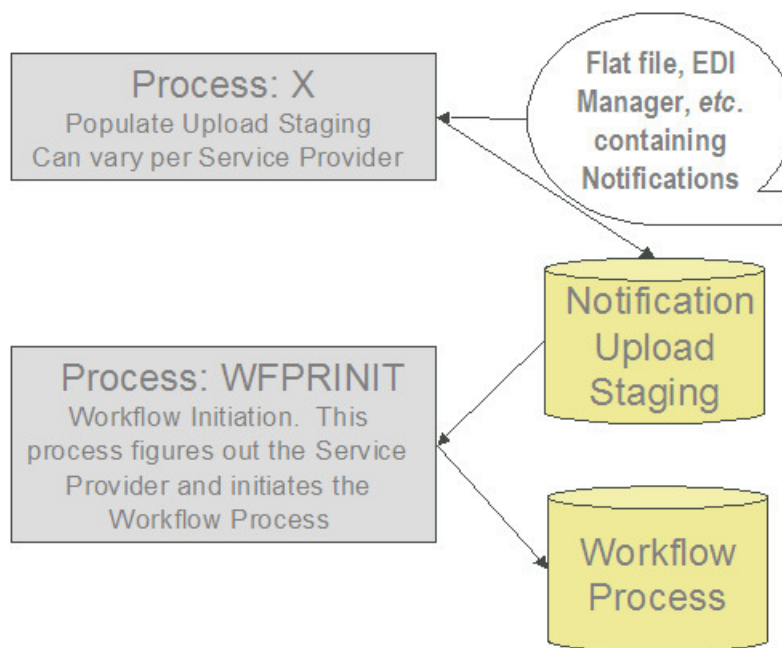 Process: X
Populate Upload Staging
Can vary per Service Provider
Flat file, EDI
Manager, etc.
containing
Notifications
Notification
Upload
Staging
Process: WFPRINIT
Workflow Initiation.  This
process figures out the Service
Provider and initiates the
Workflow Process
Workflow
Process